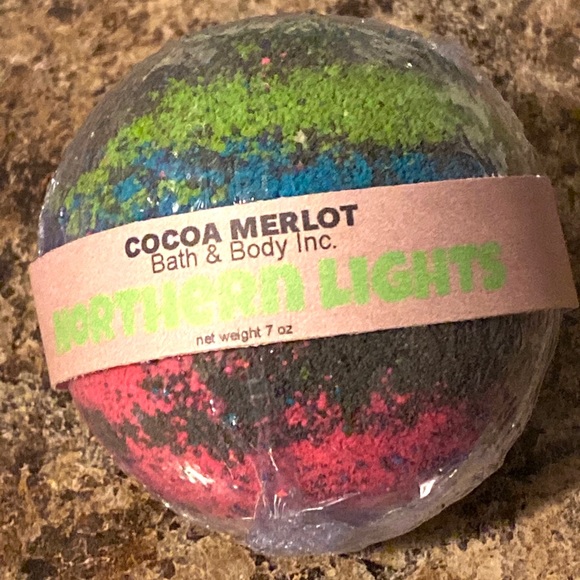 COCOA MERLOT
Bath & Body Inc.
NORTHERN LIGHTS
net weight 7 oz